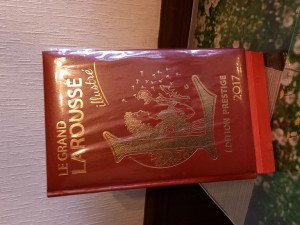 LE GRAND
LAROUSSE
illustré
ÉDITION PRESTIGE
2017